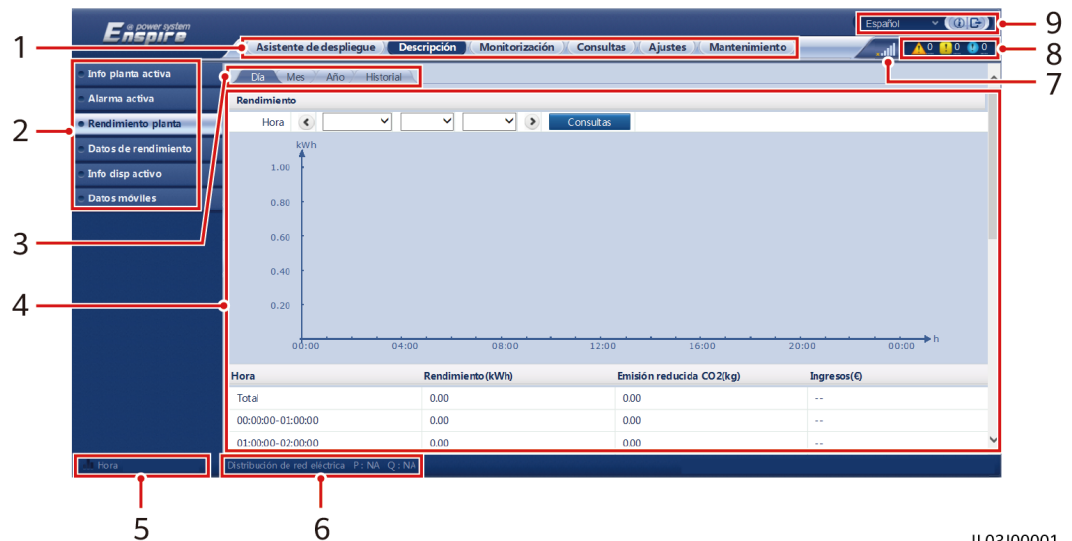 @ power system
Enspire
Español
9
1
Asistente de despliegue Descripción Monitorización Consultas Ajustes Mantenimiento
0 0 0
8
7
Info planta activa
Alarma activa
Rendimiento planta
Datos de rendimiento
Info disp activo
Datos móviles
2
3
Día Mes Año Historial
Rendimiento
Hora Consultas
kWh
1.00
0.80
0.60
0.40
0.20
4
00:00 04:00 08:00 12:00 16:00 20:00 00:00 h
Hora Rendimiento(kWh) Emisión reducida CO2(kg) Ingresos(€)
Total 0.00 0.00 --
00:00:00-01:00:00 0.00 0.00 --
01:00:00-02:00:00 0.00 0.00 --
Hora
Distribución de red eléctrica P : NA Q : NA
5
6